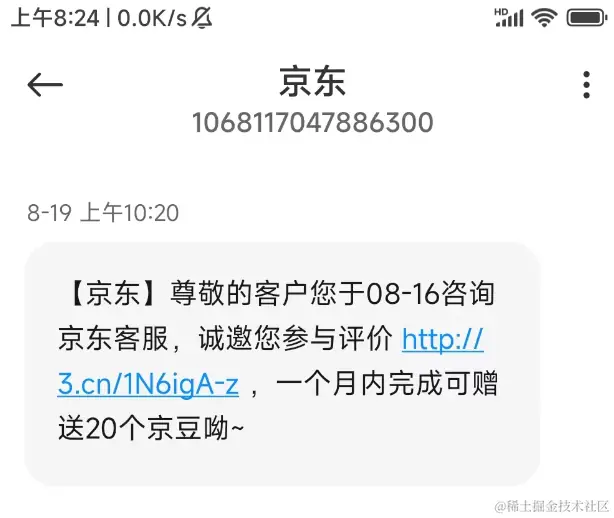 上午8:24 | 0.0K/s
HD
京东
1068117047886300
8-19 上午10:20
【京东】尊敬的客户您于08-16咨询
京东客服，诚邀您参与评价 http://
3.cn/1N6igA-z ，一个月内完成可赠
送20个京豆呦~
@稀土掘金技术社区